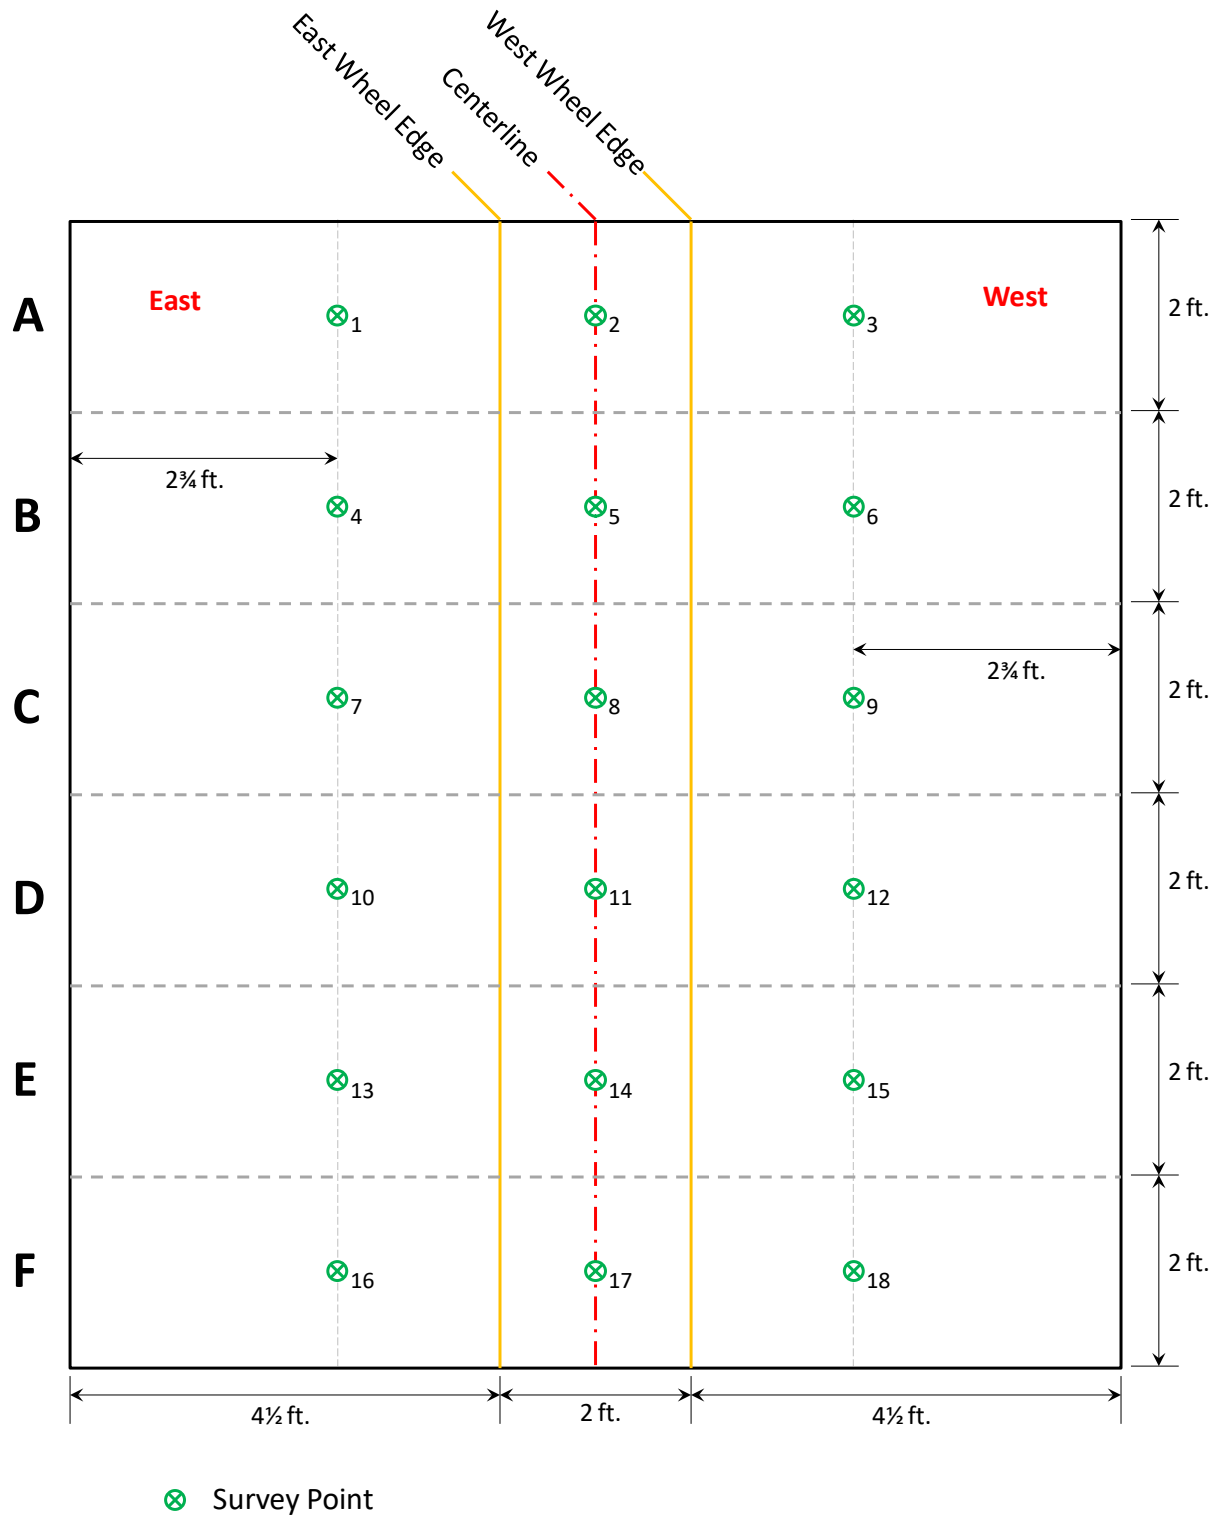 East Wheel Edge
Centerline
West Wheel Edge
East
West
A
1
2
3
2 ft.
2¾ ft.
B
4
5
6
2 ft.
C
7
8
9
2¾ ft.
2 ft.
D
10
11
12
2 ft.
E
13
14
15
2 ft.
F
16
17
18
2 ft.
4½ ft.
2 ft.
4½ ft.
Survey Point